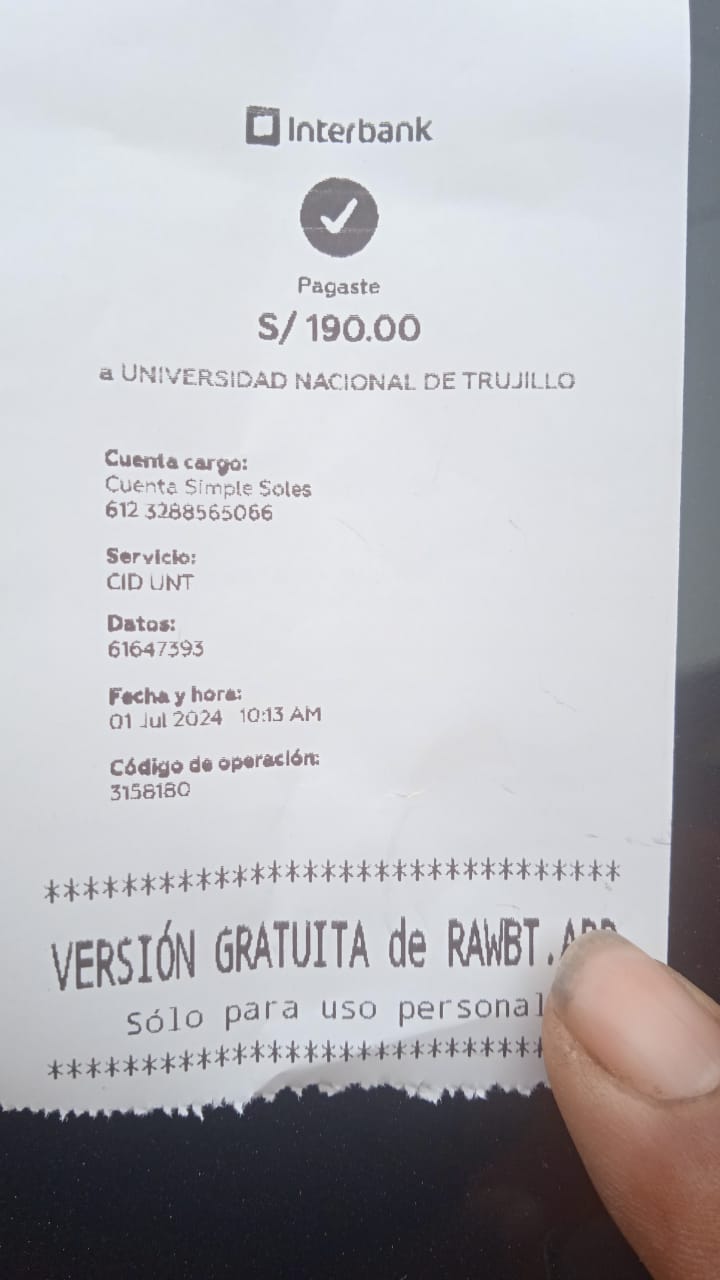 Interbank
Pagaste
S/ 190.00
a UNIVERSIDAD NACIONAL DE TRUJILLO
Cuenta cargo:
Cuenta Simple Soles
612 3288565066
Servicio:
CID UNT
Datos:
61647393
Fecha y hora:
01 Jul 2024 10:13 AM
Código de operación:
3158180
*********************************
VERSIÓN GRATUITA de RAWBT.APP
Sólo para uso personal
*****************************